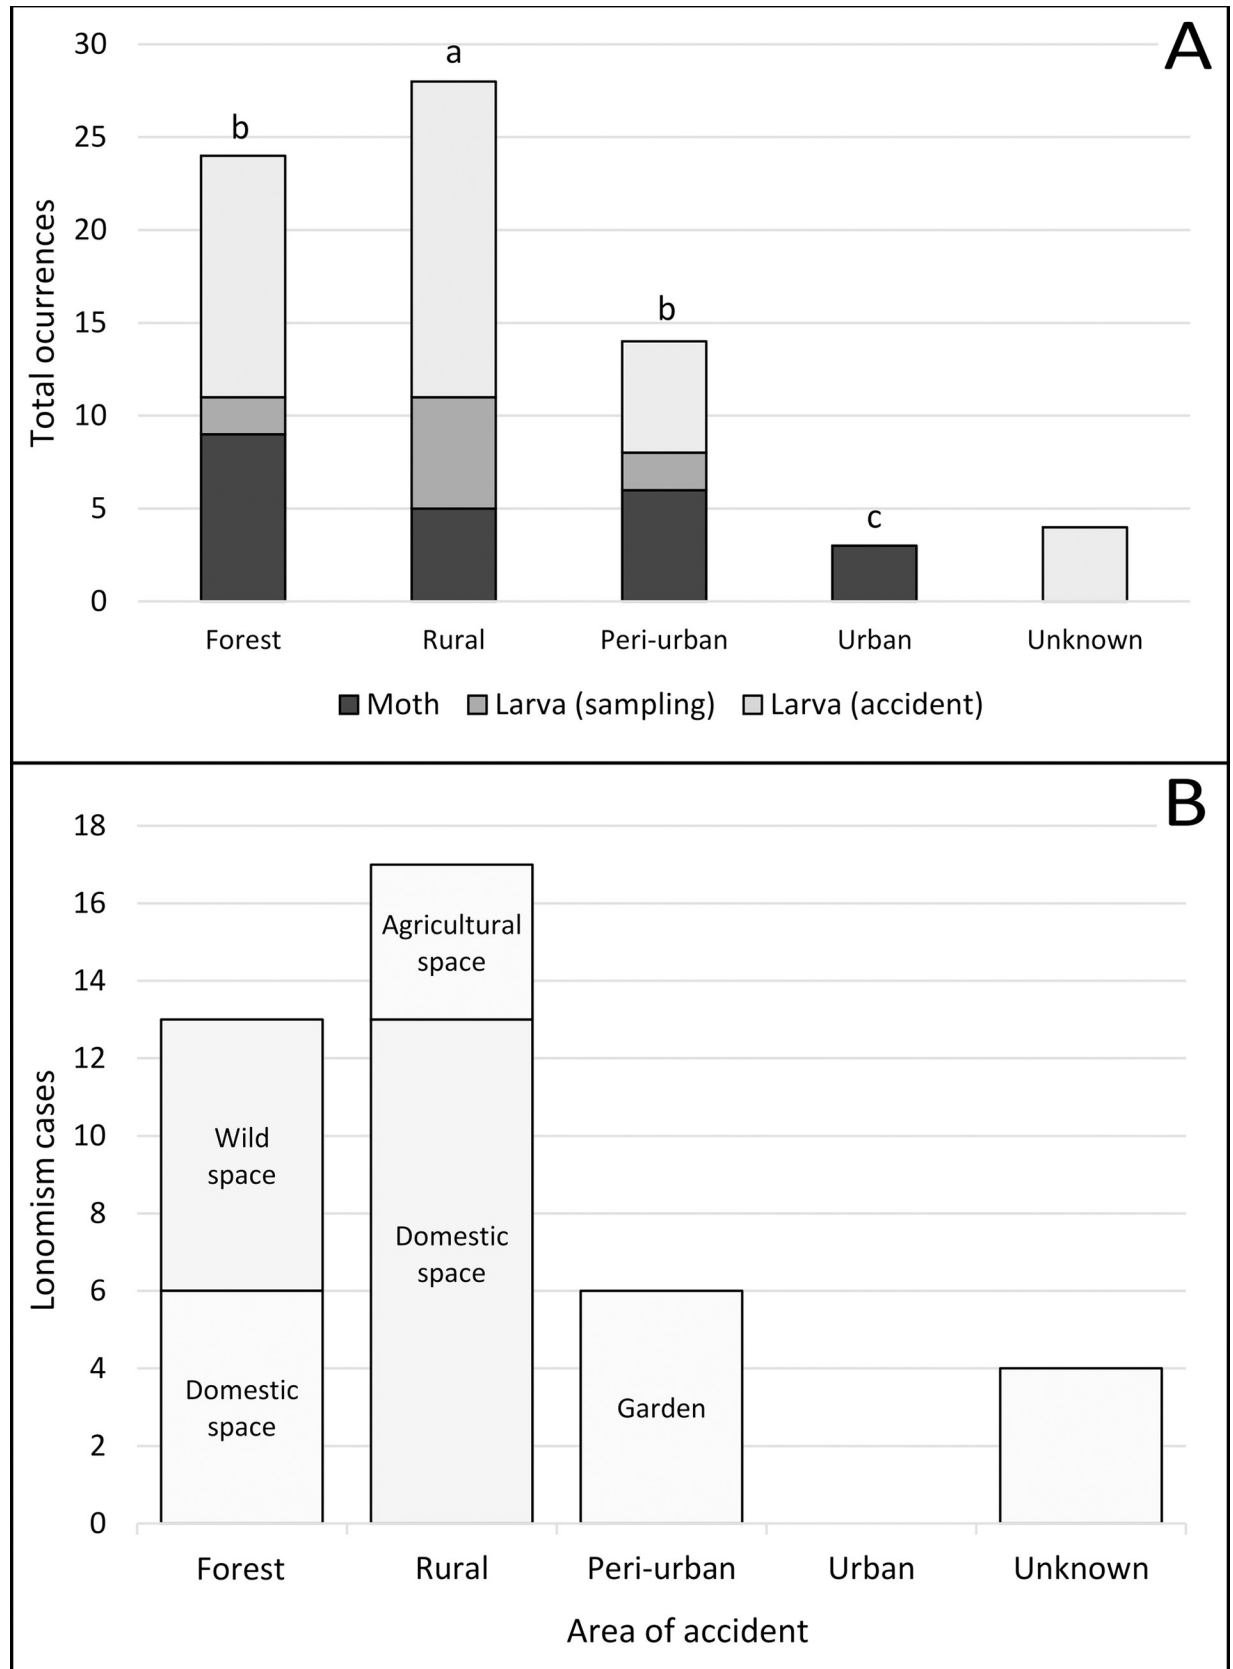 A
30
25
20
15
10
5
0
Total ocurrences
b
a
b
c
Forest Rural Peri-urban Urban Unknown
Moth Larva (sampling) Larva (accident)
B
18
16
14
12
10
8
6
4
2
0
Lonomism cases
Wild
space
Domestic
space
Agricultural
space
Domestic
space
Garden
Forest Rural Peri-urban Urban Unknown
Area of accident